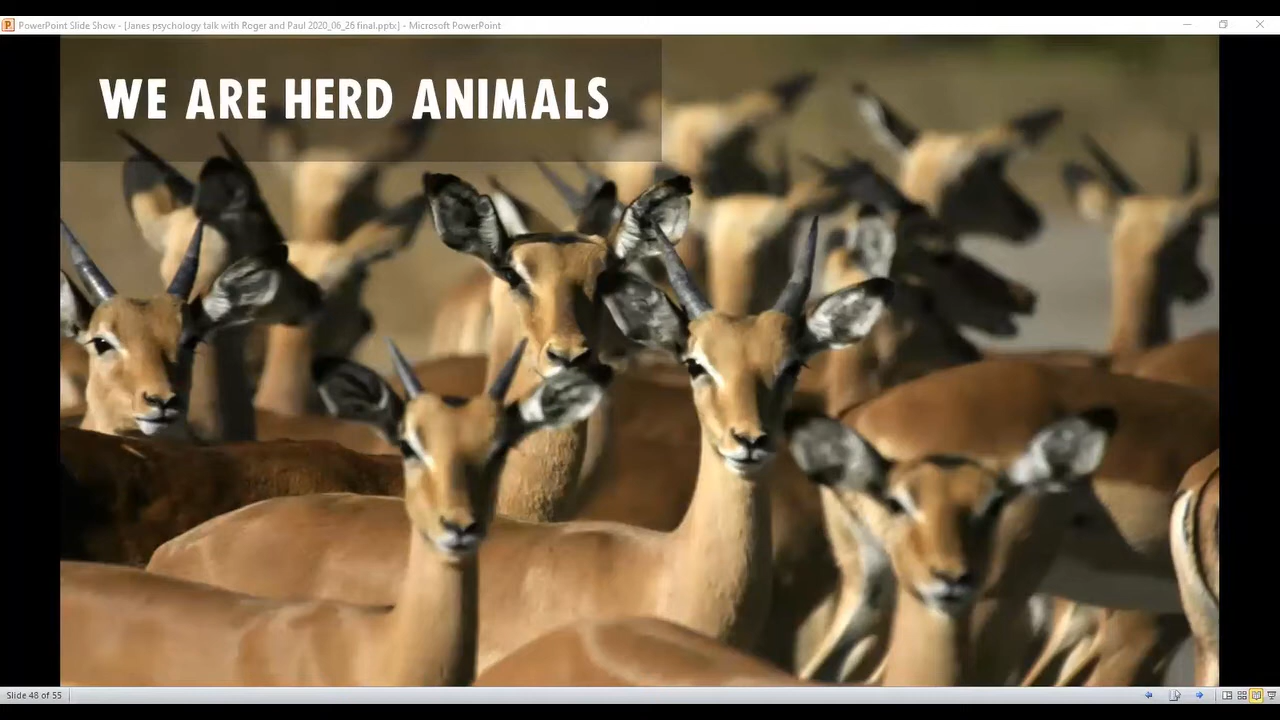 PowerPoint Slide Show - [Janes psychology talk with Roger and Paul 2020_06_26 final.pptx] - Microsoft PowerPoint
WE ARE HERD ANIMALS
Slide 48 of 55